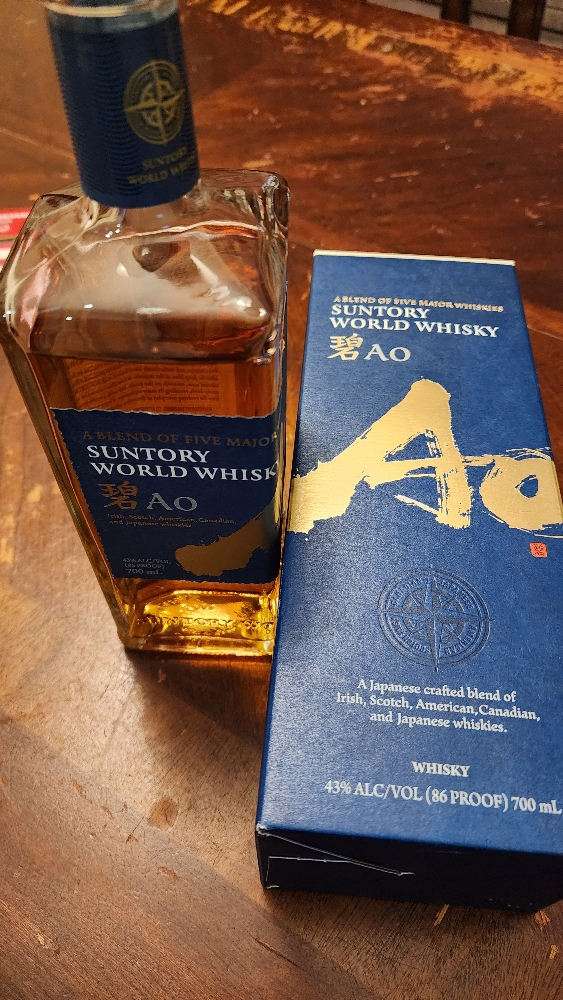 SUNTORY
WORLD WHIS
A BLEND OF FIVE MAJO
SUNTORY
WORLD WHISK
碧 AO
Irish, Scotch, American, Canadian,
and Japanese whiskies.
43% ALC/VOL
(86 PROOF)
700 mL
A BLEND OF FIVE MAJOR WHISKIES
SUNTORY
WORLD WHISKY
碧 AO
Ao
A Japanese crafted blend of
Irish, Scotch, American, Canadian,
and Japanese whiskies.
WHISKY
43% ALC/VOL (86 PROOF) 700 mL